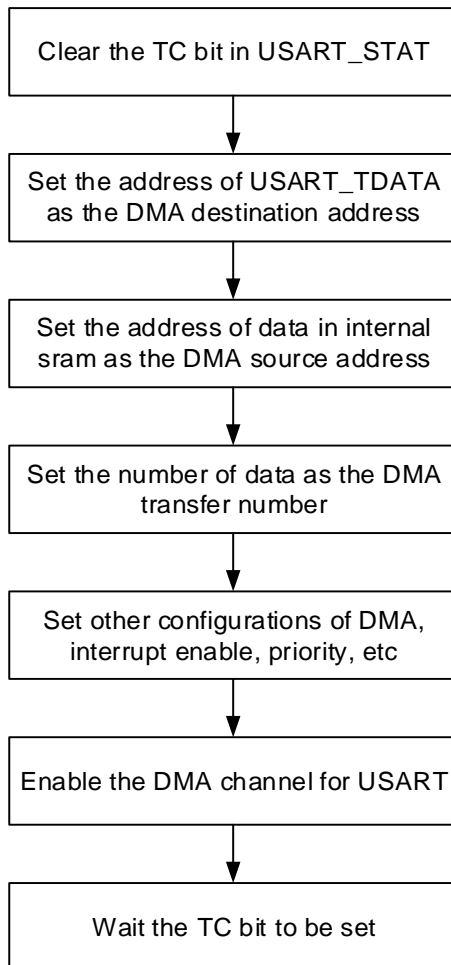 Clear the TC bit in USART_STAT
Set the address of USART_TDATA
as the DMA destination address
Set the address of data in internal
sram as the DMA source address
Set the number of data as the DMA
transfer number
Set other configurations of DMA,
interrupt enable, priority, etc
Enable the DMA channel for USART
Wait the TC bit to be set